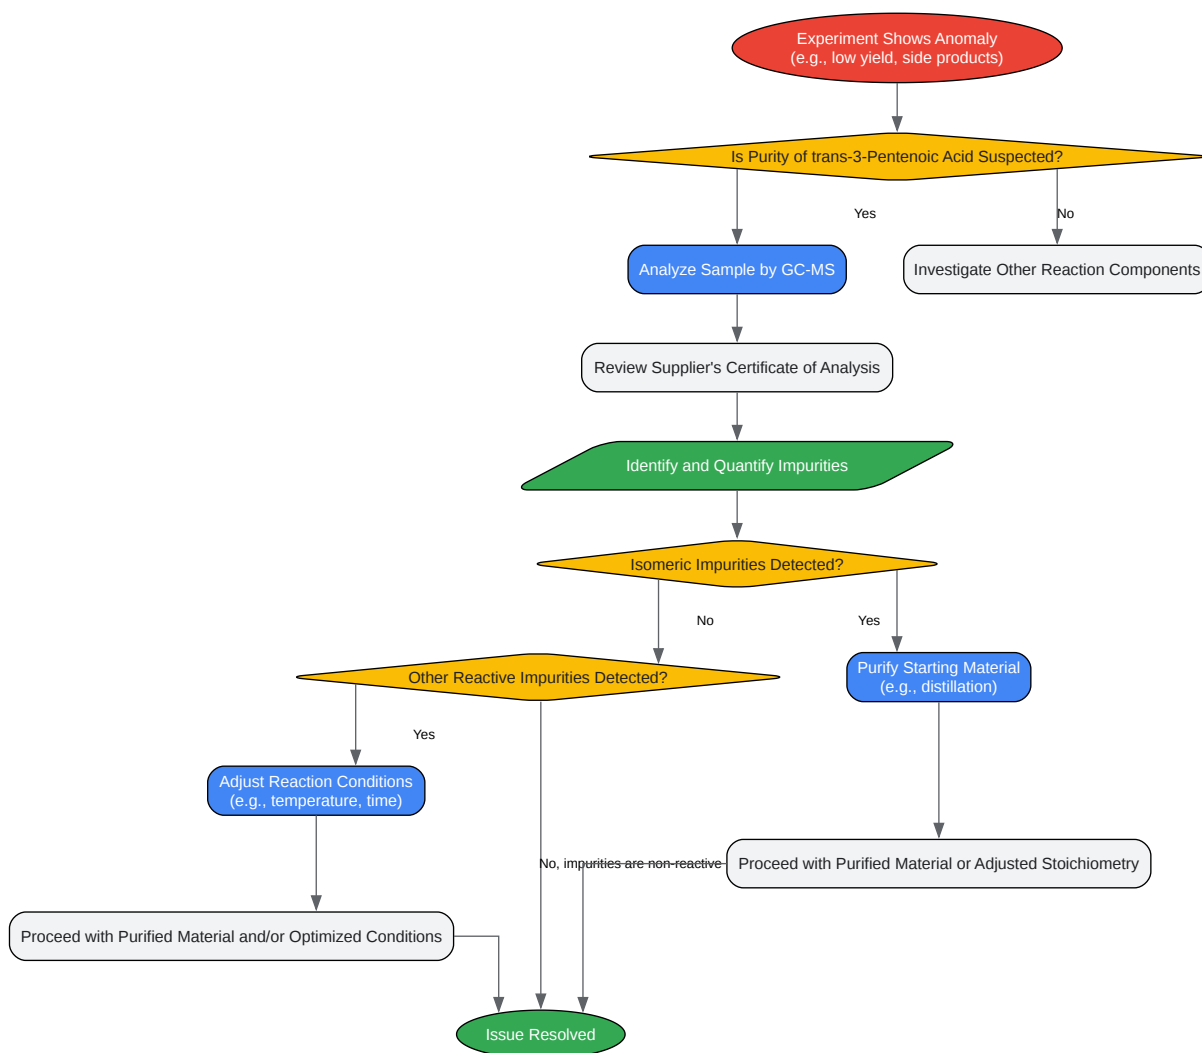 Experiment Shows Anomaly
(e.g., low yield, side products)
Is Purity of trans-3-Pentenoic Acid Suspected?
Yes
No
Analyze Sample by GC-MS
Investigate Other Reaction Components
Review Supplier's Certificate of Analysis
Identify and Quantify Impurities
Isomeric Impurities Detected?
No
Yes
Purify Starting Material
(e.g., distillation)
Other Reactive Impurities Detected?
Yes
Adjust Reaction Conditions
(e.g., temperature, time)
No, impurities are non-reactive
Proceed with Purified Material or Adjusted Stoichiometry
Proceed with Purified Material and/or Optimized Conditions
Issue Resolved